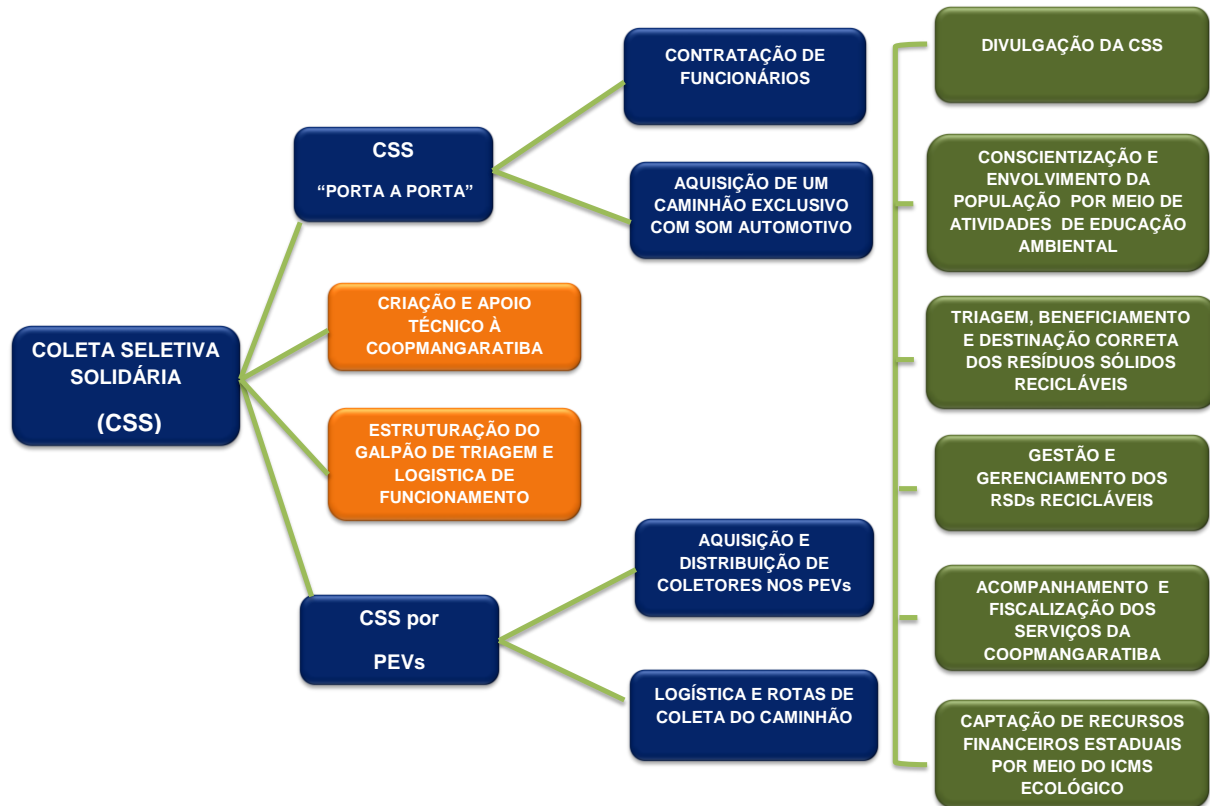 COLETA SELETIVA
SOLIDÁRIA
(CSS)
CSS
“PORTA A PORTA”
CRIAÇÃO E APOIO
TÉCNICO À
COOPMANGARATIBA
ESTRUTURAÇÃO DO
GALPÃO DE TRIAGEM E
LOGISTICA DE
FUNCIONAMENTO
CSS por
PEVs
CONTRATAÇÃO DE
FUNCIONÁRIOS
AQUISIÇÃO DE UM
CAMINHÃO EXCLUSIVO
COM SOM AUTOMOTIVO
AQUISIÇÃO E
DISTRIBUIÇÃO DE
COLETORES NOS PEVs
LOGÍSTICA E ROTAS DE
COLETA DO CAMINHÃO
DIVULGAÇÃO DA CSS
CONSCIENTIZAÇÃO E
ENVOLVIMENTO DA
POPULAÇÃO POR MEIO DE
ATIVIDADES DE EDUCAÇÃO
AMBIENTAL
TRIAGEM, BENEFICIAMENTO
E DESTINAÇÃO CORRETA
DOS RESÍDUOS SÓLIDOS
RECICLÁVEIS
GESTÃO E
GERENCIAMENTO DOS
RSDs RECICLÁVEIS
ACOMPANHAMENTO E
FISCALIZAÇÃO DOS
SERVIÇOS DA
COOPMANGARATIBA
CAPTAÇÃO DE RECURSOS
FINANCEIROS ESTADUAIS
POR MEIO DO ICMS
ECOLÓGICO